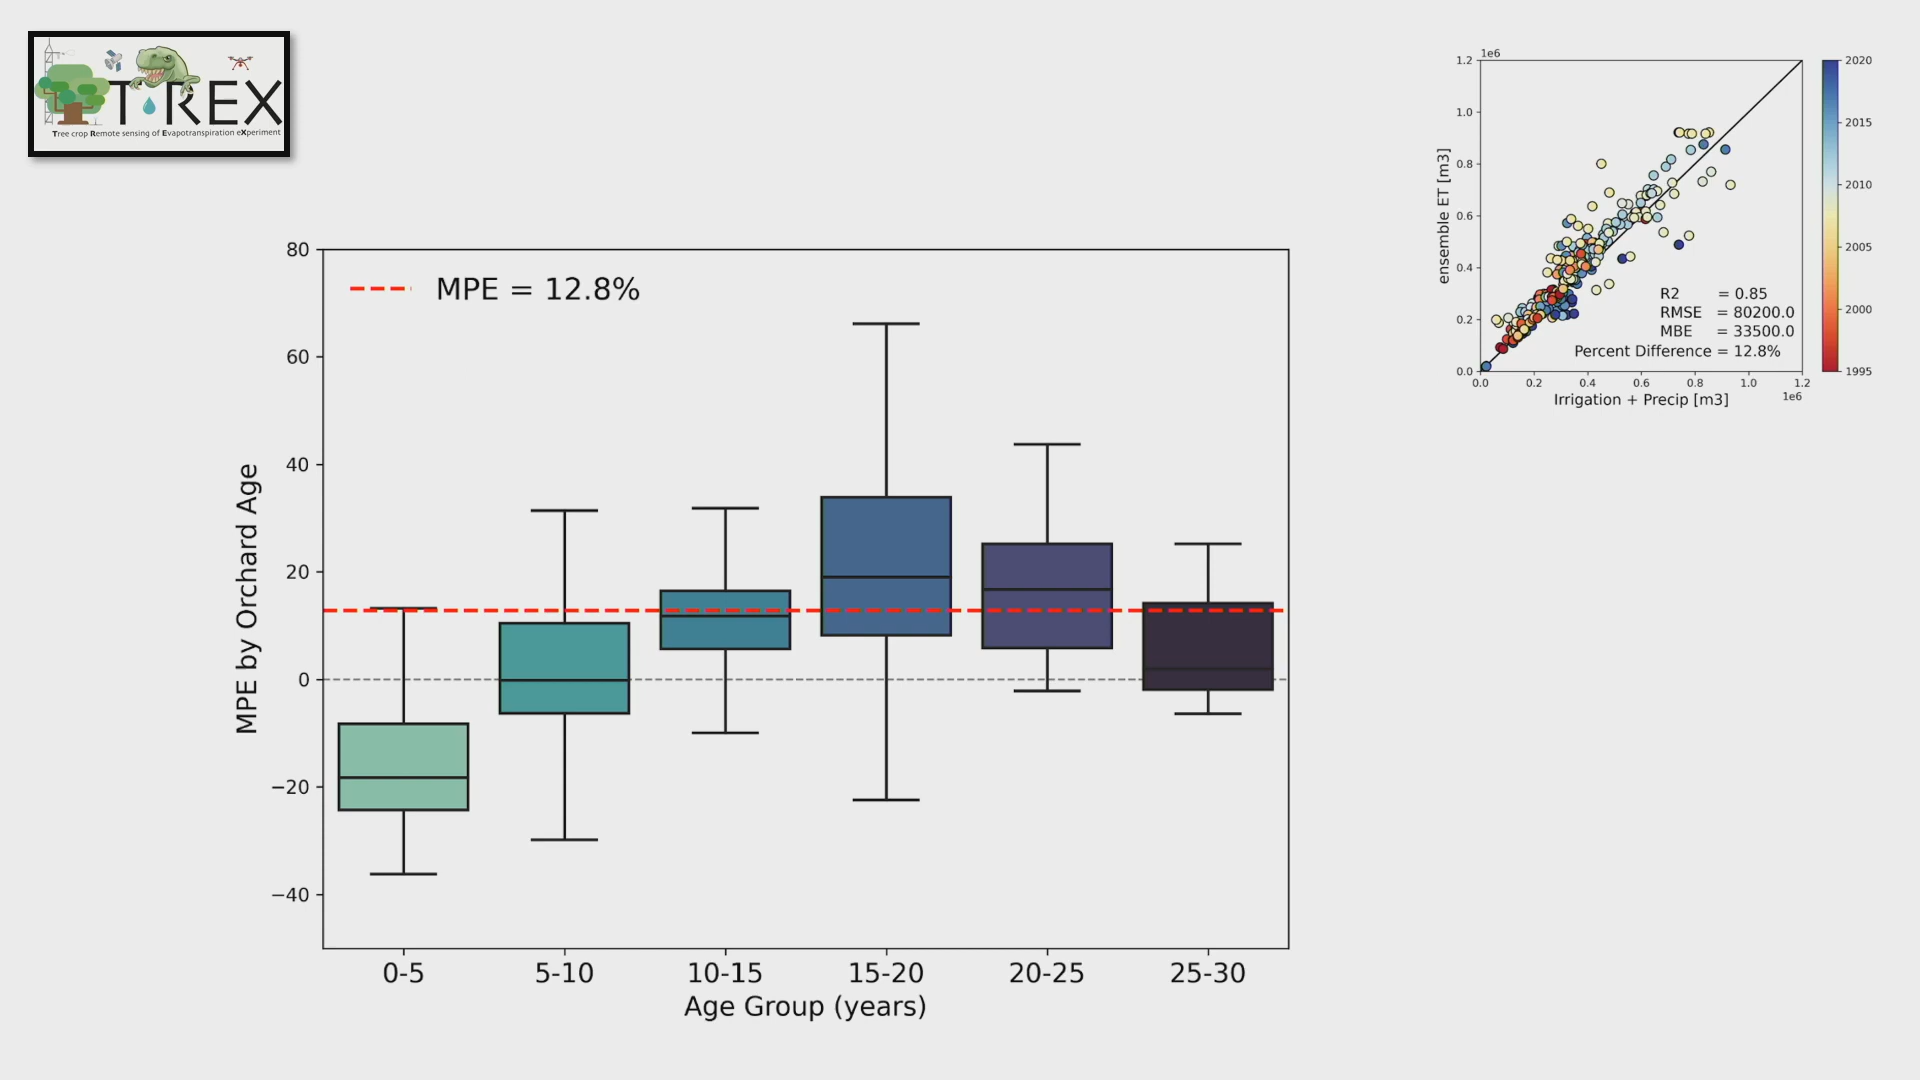 T REX
Tree crop Remote sensing of Evapotranspiration eXperiment
80
60
40
20
0
−20
−40
MPE by Orchard Age
MPE = 12.8%
0-5 5-10 10-15 15-20 20-25 25-30
Age Group (years)
1e6
1.2
1.0
0.8
0.6
0.4
0.2
0.0
ensemble ET [m3]
R2 = 0.85
RMSE = 80200.0
MBE = 33500.0
Percent Difference = 12.8%
0.0 0.2 0.4 0.6 0.8 1.0 1.2
1e6
Irrigation + Precip [m3]
2020
2015
2010
2005
2000
1995